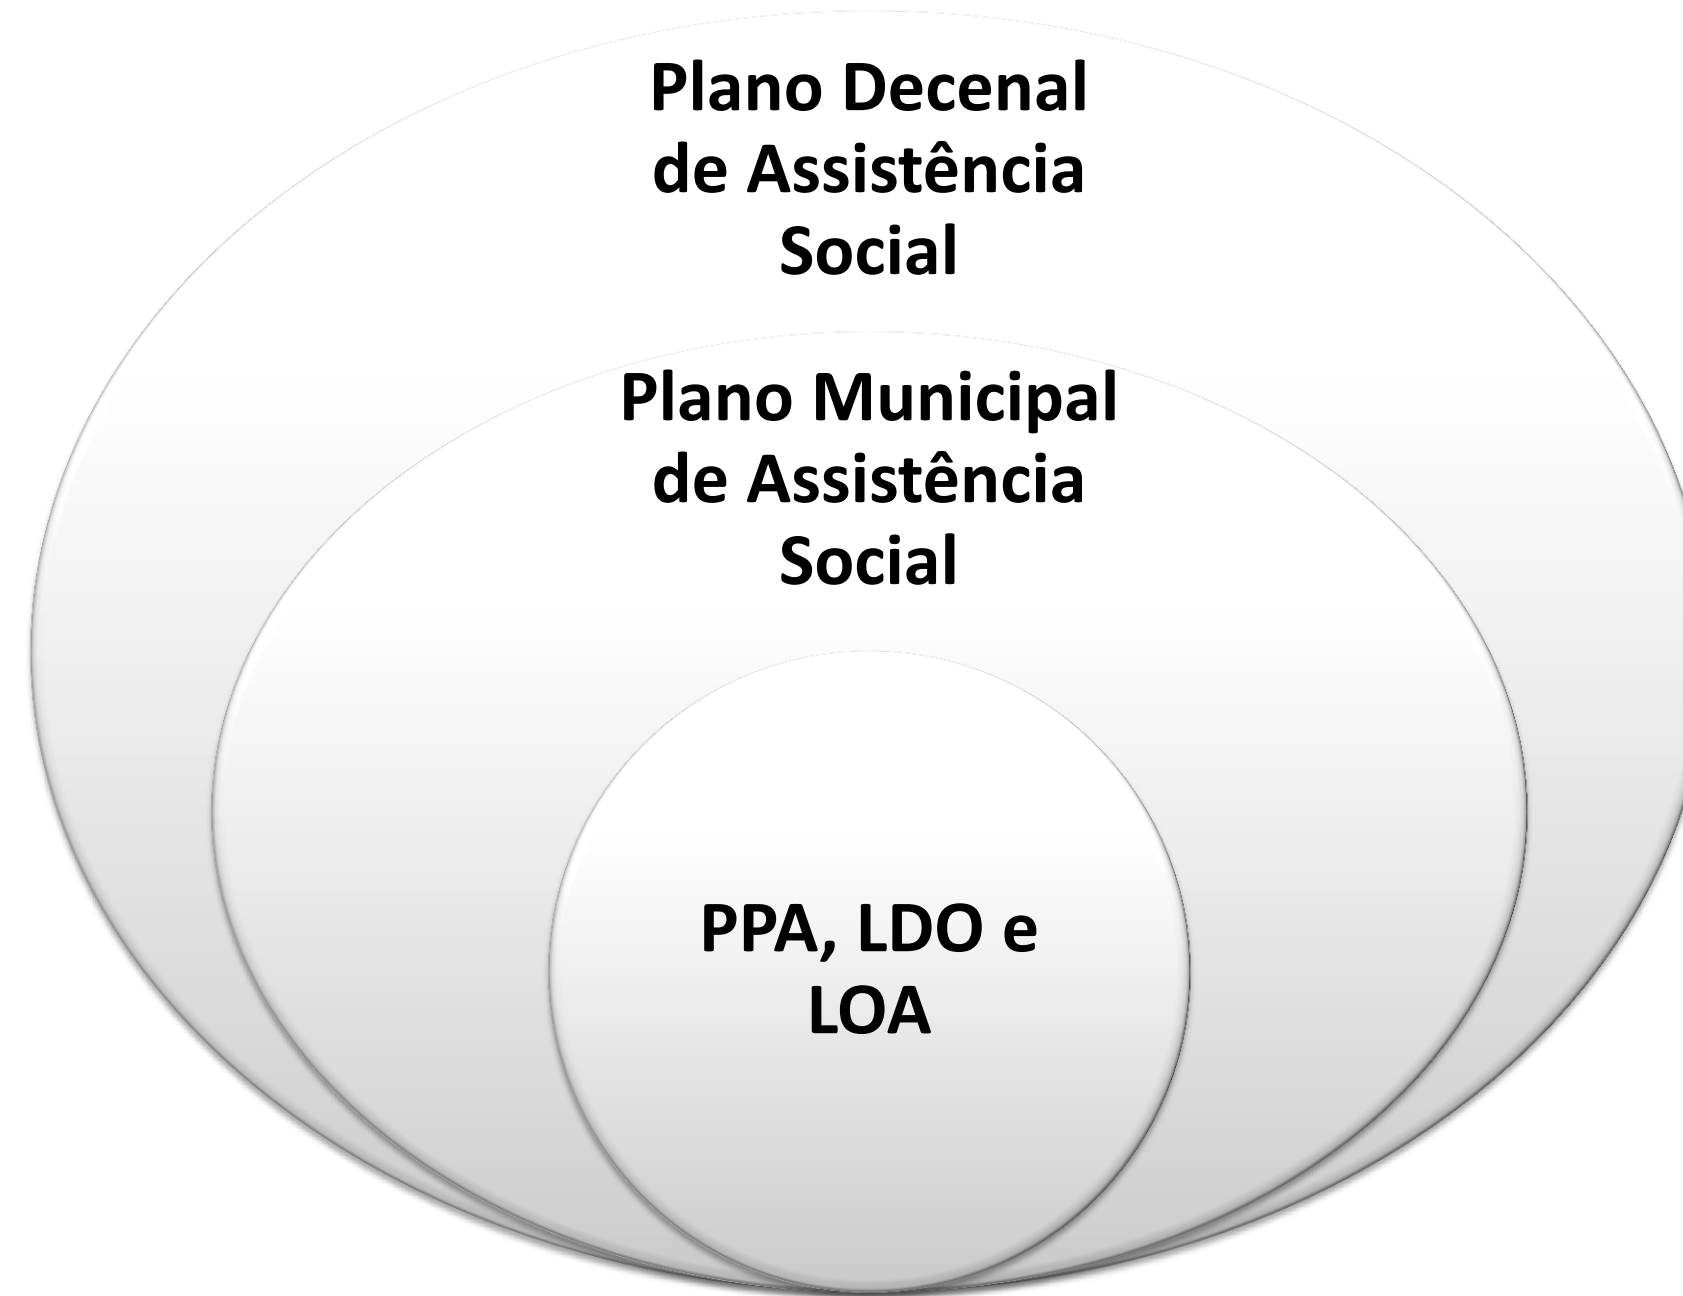 Plano Decenal
de Assistência
Social
Plano Municipal
de Assistência
Social
PPA, LDO e
LOA